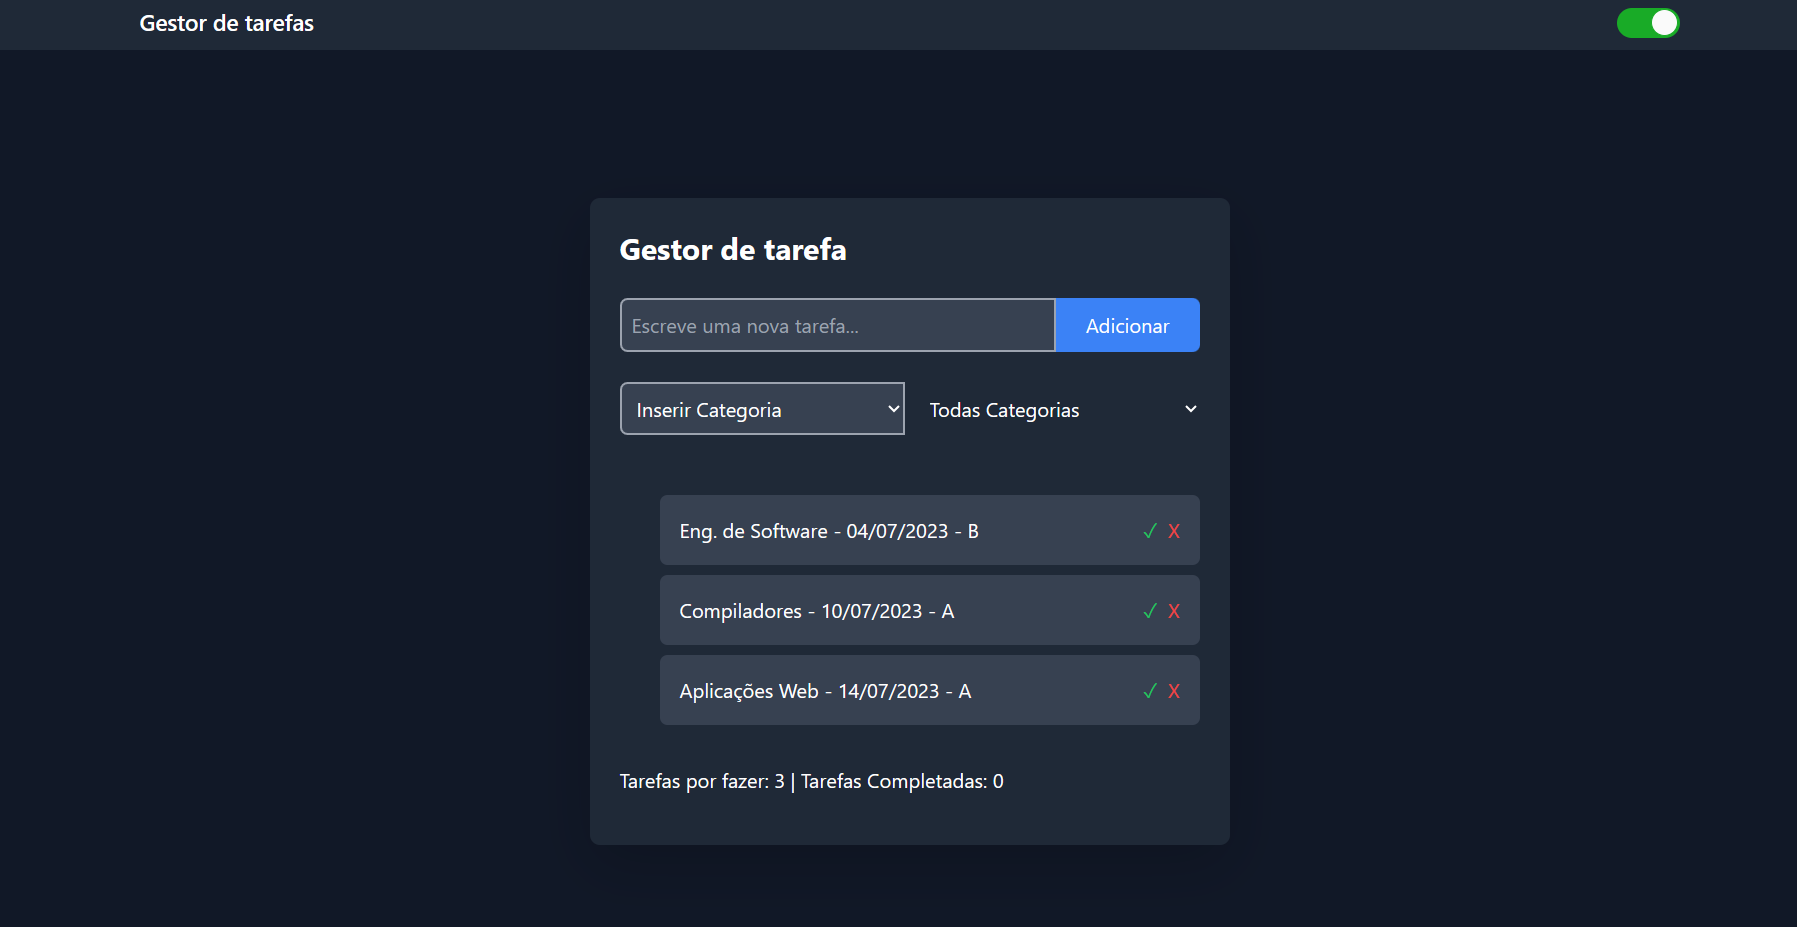 Gestor de tarefas
Gestor de tarefa
Escreve uma nova tarefa... Adicionar
Inserir Categoria Todas Categorias
Eng. de Software - 04/07/2023 - B ✓ X
Compiladores - 10/07/2023 - A ✓ X
Aplicações Web - 14/07/2023 - A ✓ X
Tarefas por fazer: 3 | Tarefas Completadas: 0